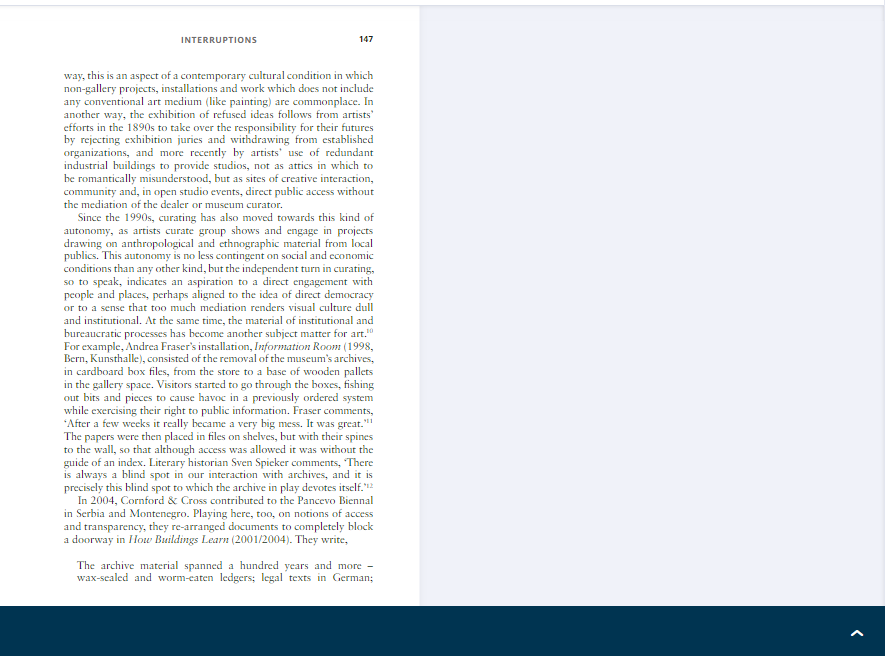 INTERRUPTIONS 147
way, this is an aspect of a contemporary cultural condition in which
non-gallery projects, installations and work which does not include
any conventional art medium (like painting) are commonplace. In
another way, the exhibition of refused ideas follows from artists’
efforts in the 1890s to take over the responsibility for their futures
by rejecting exhibition juries and withdrawing from established
organizations, and more recently by artists’ use of redundant
industrial buildings to provide studios, not as attics in which to
be romantically misunderstood, but as sites of creative interaction,
community and, in open studio events, direct public access without
the mediation of the dealer or museum curator.
Since the 1990s, curating has also moved towards this kind of
autonomy, as artists curate group shows and engage in projects
drawing on anthropological and ethnographic material from local
publics. This autonomy is no less contingent on social and economic
conditions than any other kind, but the independent turn in curating,
so to speak, indicates an aspiration to a direct engagement with
people and places, perhaps aligned to the idea of direct democracy
or to a sense that too much mediation renders visual culture dull
and institutional. At the same time, the material of institutional and
bureaucratic processes has become another subject matter for art.¹⁰
For example, Andrea Fraser’s installation, Information Room (1998,
Bern, Kunsthalle), consisted of the removal of the museum’s archives,
in cardboard box files, from the store to a base of wooden pallets
in the gallery space. Visitors started to go through the boxes, fishing
out bits and pieces to cause havoc in a previously ordered system
while exercising their right to public information. Fraser comments,
‘After a few weeks it really became a very big mess. It was great.’¹¹
The papers were then placed in files on shelves, but with their spines
to the wall, so that although access was allowed it was without the
guide of an index. Literary historian Sven Spieker comments, ‘There
is always a blind spot in our interaction with archives, and it is
precisely this blind spot to which the archive in play devotes itself.’¹²
In 2004, Cornford & Cross contributed to the Pancevo Biennal
in Serbia and Montenegro. Playing here, too, on notions of access
and transparency, they re-arranged documents to completely block
a doorway in How Buildings Learn (2001/2004). They write,
The archive material spanned a hundred years and more –
wax-sealed and worm-eaten ledgers; legal texts in German;